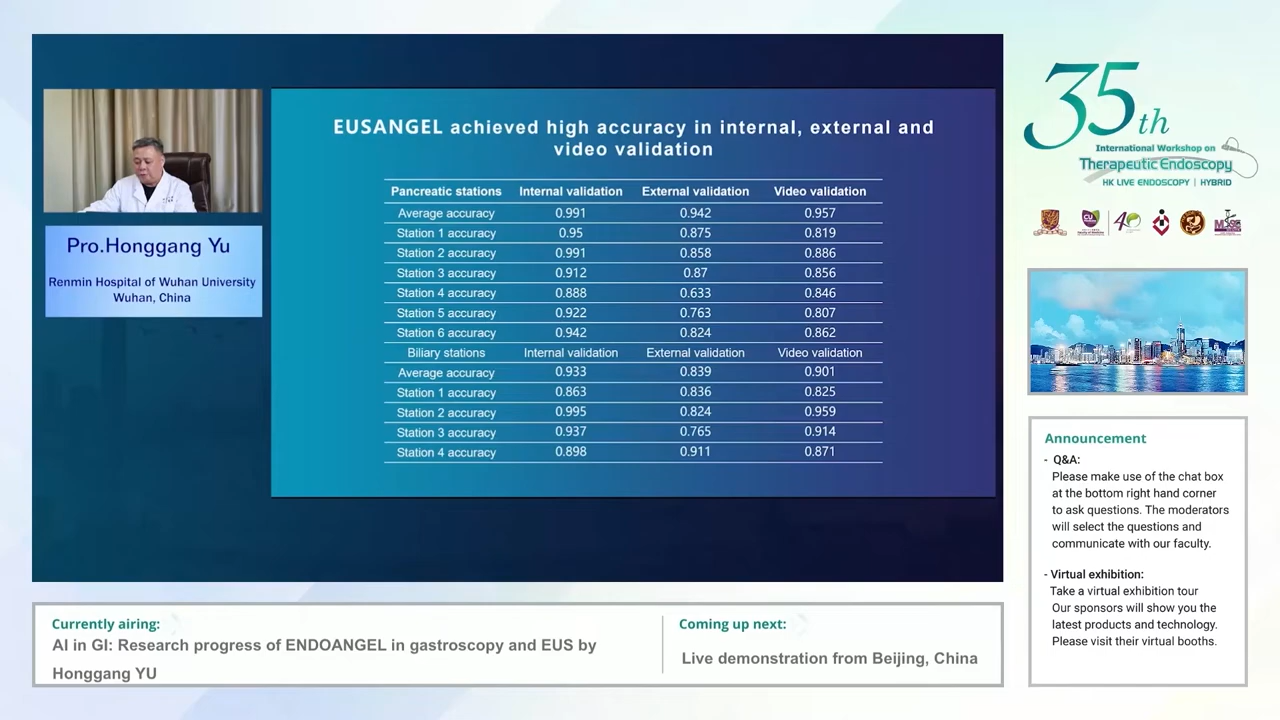 EUSANGEL achieved high accuracy in internal, external and
video validation
Pancreatic stations Internal validation External validation Video validation
Average accuracy 0.991 0.942 0.957
Station 1 accuracy 0.95 0.875 0.819
Station 2 accuracy 0.991 0.858 0.886
Station 3 accuracy 0.912 0.87 0.856
Station 4 accuracy 0.888 0.633 0.846
Station 5 accuracy 0.922 0.763 0.807
Station 6 accuracy 0.942 0.824 0.862
Biliary stations Internal validation External validation Video validation
Average accuracy 0.933 0.839 0.901
Station 1 accuracy 0.863 0.836 0.825
Station 2 accuracy 0.995 0.824 0.959
Station 3 accuracy 0.937 0.765 0.914
Station 4 accuracy 0.898 0.911 0.871
Pro.Honggang Yu
Renmin Hospital of Wuhan University
Wuhan, China
35th
International Workshop on
Therapeutic Endoscopy
HK LIVE ENDOSCOPY | HYBRID
Announcement
- Q&A:
Please make use of the chat box
at the bottom right hand corner
to ask questions. The moderators
will select the questions and
communicate with our faculty.
- Virtual exhibition:
Take a virtual exhibition tour
Our sponsors will show you the
latest products and technology.
Please visit their virtual booths.
Currently airing:
AI in GI: Research progress of ENDOANGEL in gastroscopy and EUS by
Honggang YU
Coming up next:
Live demonstration from Beijing, China